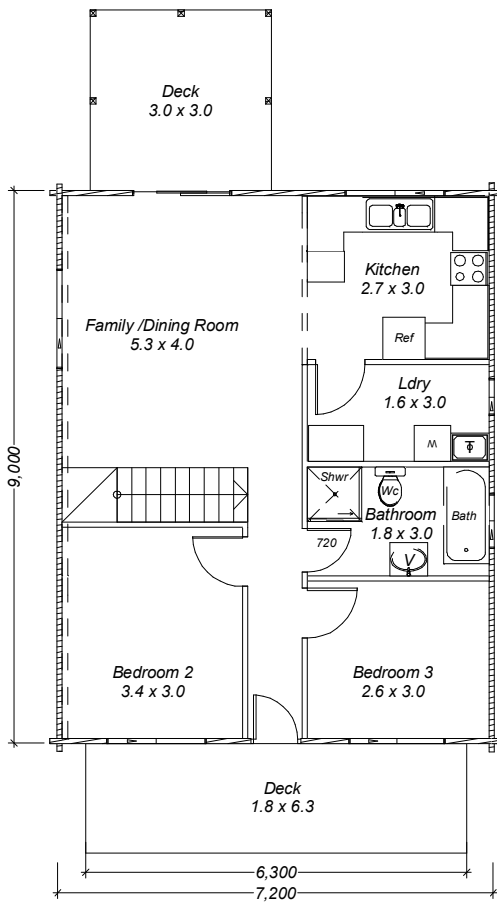 Deck
3.0 x 3.0
Kitchen
2.7 x 3.0
Family /Dining Room
5.3 x 4.0
Ref
Ldry
1.6 x 3.0
W
9,000
Shwr
Wc
Bathroom
1.8 x 3.0
Bath
720
V
Bedroom 2
3.4 x 3.0
Bedroom 3
2.6 x 3.0
Deck
1.8 x 6.3
6,300
7,200